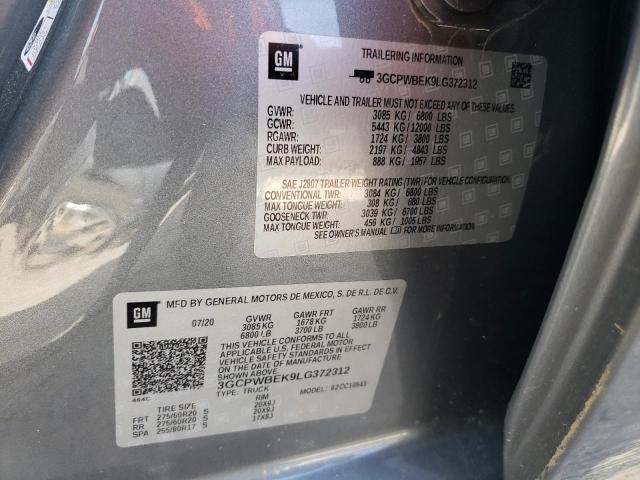 GM
TRAILERING INFORMATION
3GCPWBEK9LG372312
VEHICLE AND TRAILER MUST NOT EXCEED ANY OF THESE VALUES.
GVWR: 3085 KG/ 6800 LBS
GCWR: 5443 KG/ 12000 LBS
RGAWR: 1724 KG/ 3800 LBS
CURB WEIGHT: 2197 KG/ 4843 LBS
MAX PAYLOAD: 888 KG/ 1957 LBS
SAE J2807 TRAILER WEIGHT RATING (TWR) FOR VEHICLE CONFIGURATION.
CONVENTIONAL TWR: 3084 KG/ 6800 LBS
MAX TONGUE WEIGHT: 308 KG/ 680 LBS
GOOSENECK TWR: 3039 KG/ 6700 LBS
MAX TONGUE WEIGHT: 456 KG/ 1005 LBS
SEE OWNER'S MANUAL FOR MORE INFORMATION.
GM
MFD BY GENERAL MOTORS DE MEXICO, S. DE R.L. DE C.V.
07/20 GVWR GAWR FRT GAWR RR
3085 KG 1678 KG 1724 KG
6800 LB 3700 LB 3800 LB
THIS VEHICLE CONFORMS TO ALL
APPLICABLE U.S. FEDERAL MOTOR
VEHICLE SAFETY STANDARDS IN EFFECT
ON THE DATE OF MANUFACTURE
SHOWN ABOVE.
3GCPWBEK9LG372312
464C TYPE: TRUCK MODEL: 82CC10543
TIRE SIZE RIM
FRT 275/60R20 S 20X9J
RR 275/60R20 S 20X9J
SPA 255/80R17 S 17X8J